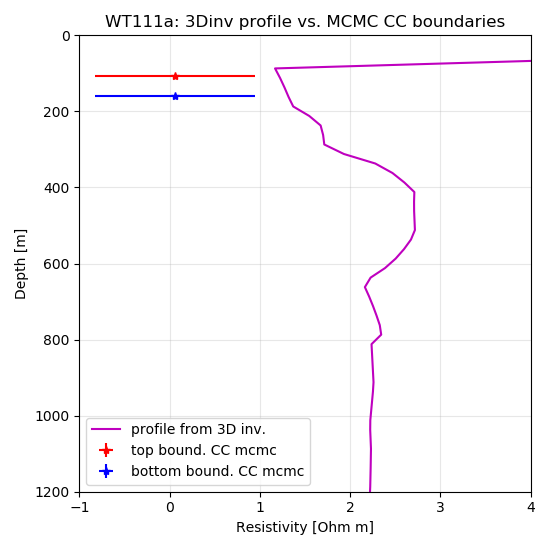 WT111a: 3Dinv profile vs. MCMC CC boundaries
0
200
400
600
800
1000
1200
Depth [m]
profile from 3D inv.
top bound. CC mcmc
bottom bound. CC mcmc
−1
0
1
2
3
4
Resistivity [Ohm m]